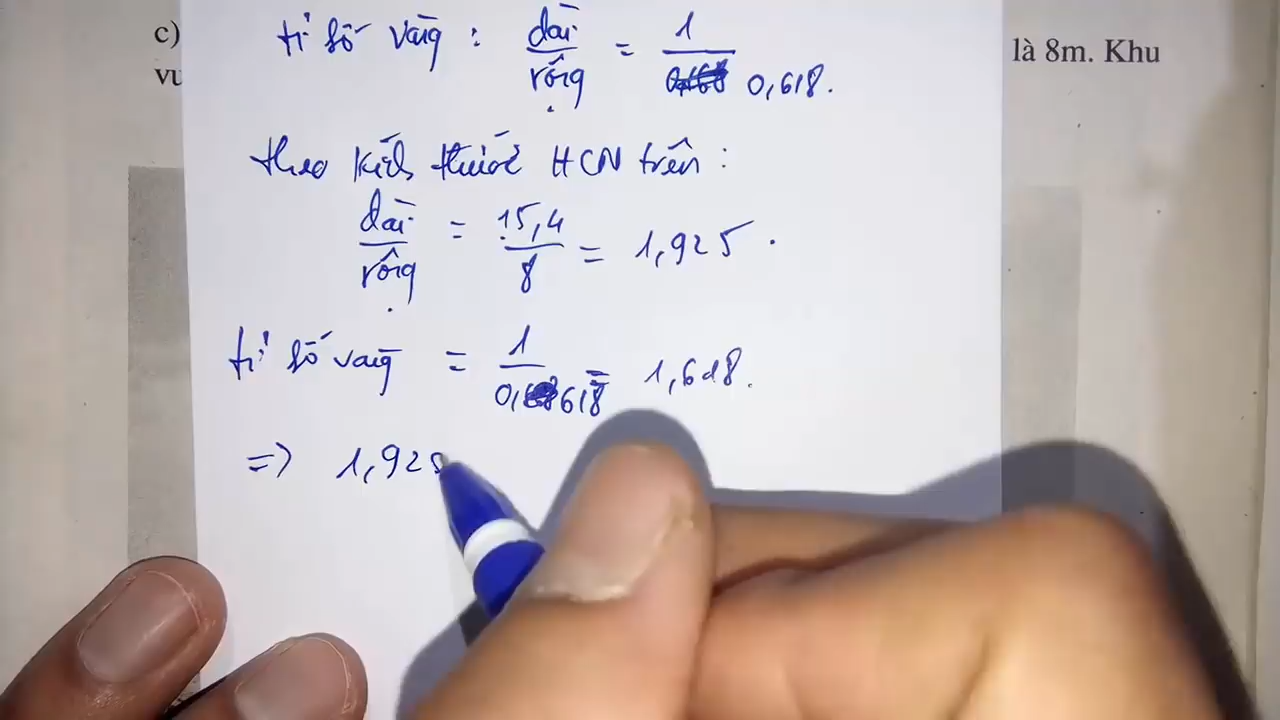 c)
là 8m. Khu
vu
tỉ số vàng : dài/rộng = 1/0,618.
theo kích thước HCN trên :
dài/rộng = 15,4/8 = 1,925.
tỉ số vàng = 1/0,618 = 1,618.
=> 1,925